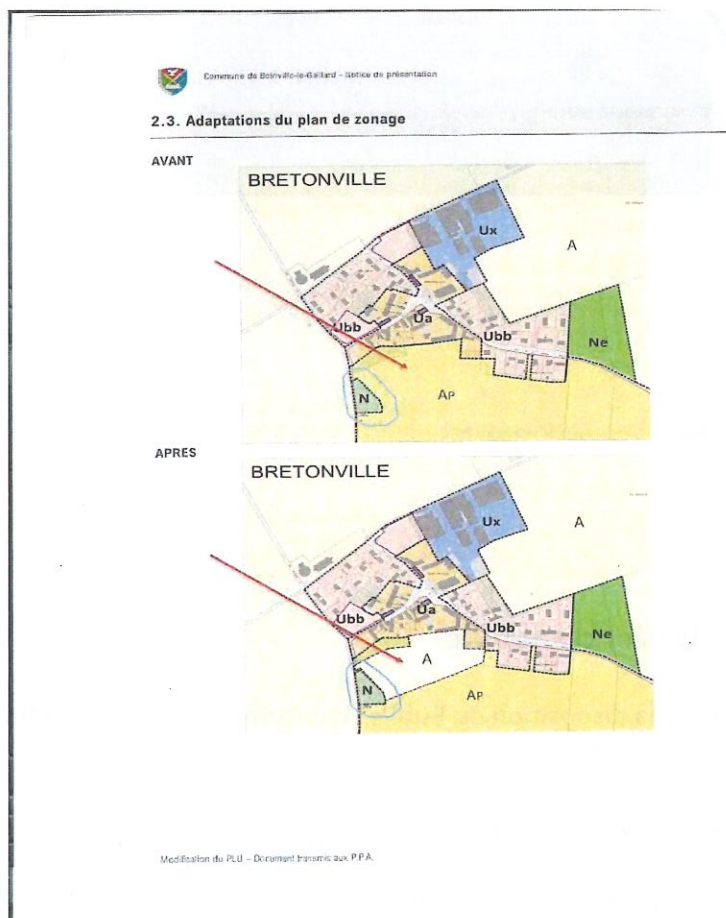 Commune de Boinville-le-Gaillard – Notice de présentation
2.3. Adaptations du plan de zonage
AVANT
BRETONVILLE
Ux
A
Ubb
Ua
Ubb
Ne
N
AP
APRES
BRETONVILLE
Ux
A
Ubb
Ua
Ubb
Ne
A
N
AP
Modification du PLU – Document transmis aux P.P.A.